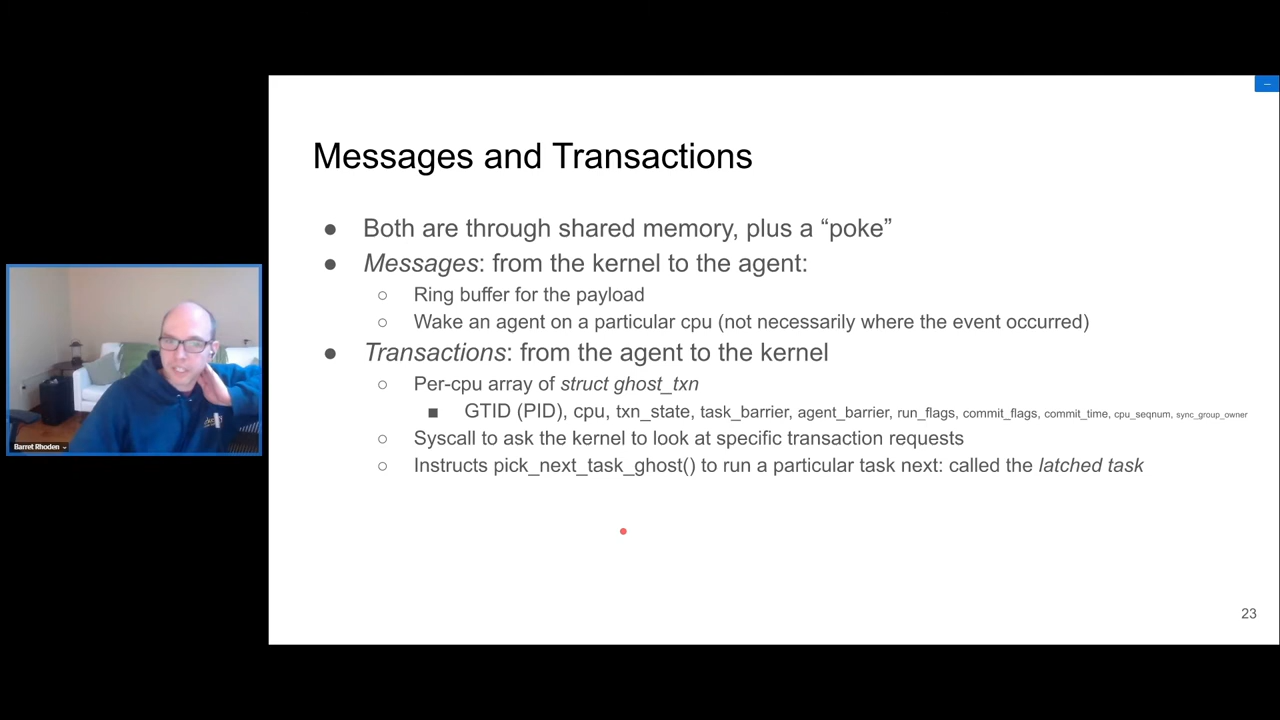 Messages and Transactions
● Both are through shared memory, plus a “poke”
● Messages: from the kernel to the agent:
○ Ring buffer for the payload
○ Wake an agent on a particular cpu (not necessarily where the event occurred)
● Transactions: from the agent to the kernel
○ Per-cpu array of struct ghost_txn
■ GTID (PID), cpu, txn_state, task_barrier, agent_barrier, run_flags, commit_flags, commit_time, cpu_seqnum, sync_group_owner
○ Syscall to ask the kernel to look at specific transaction requests
○ Instructs pick_next_task_ghost() to run a particular task next: called the latched task
Barret Rhoden
23